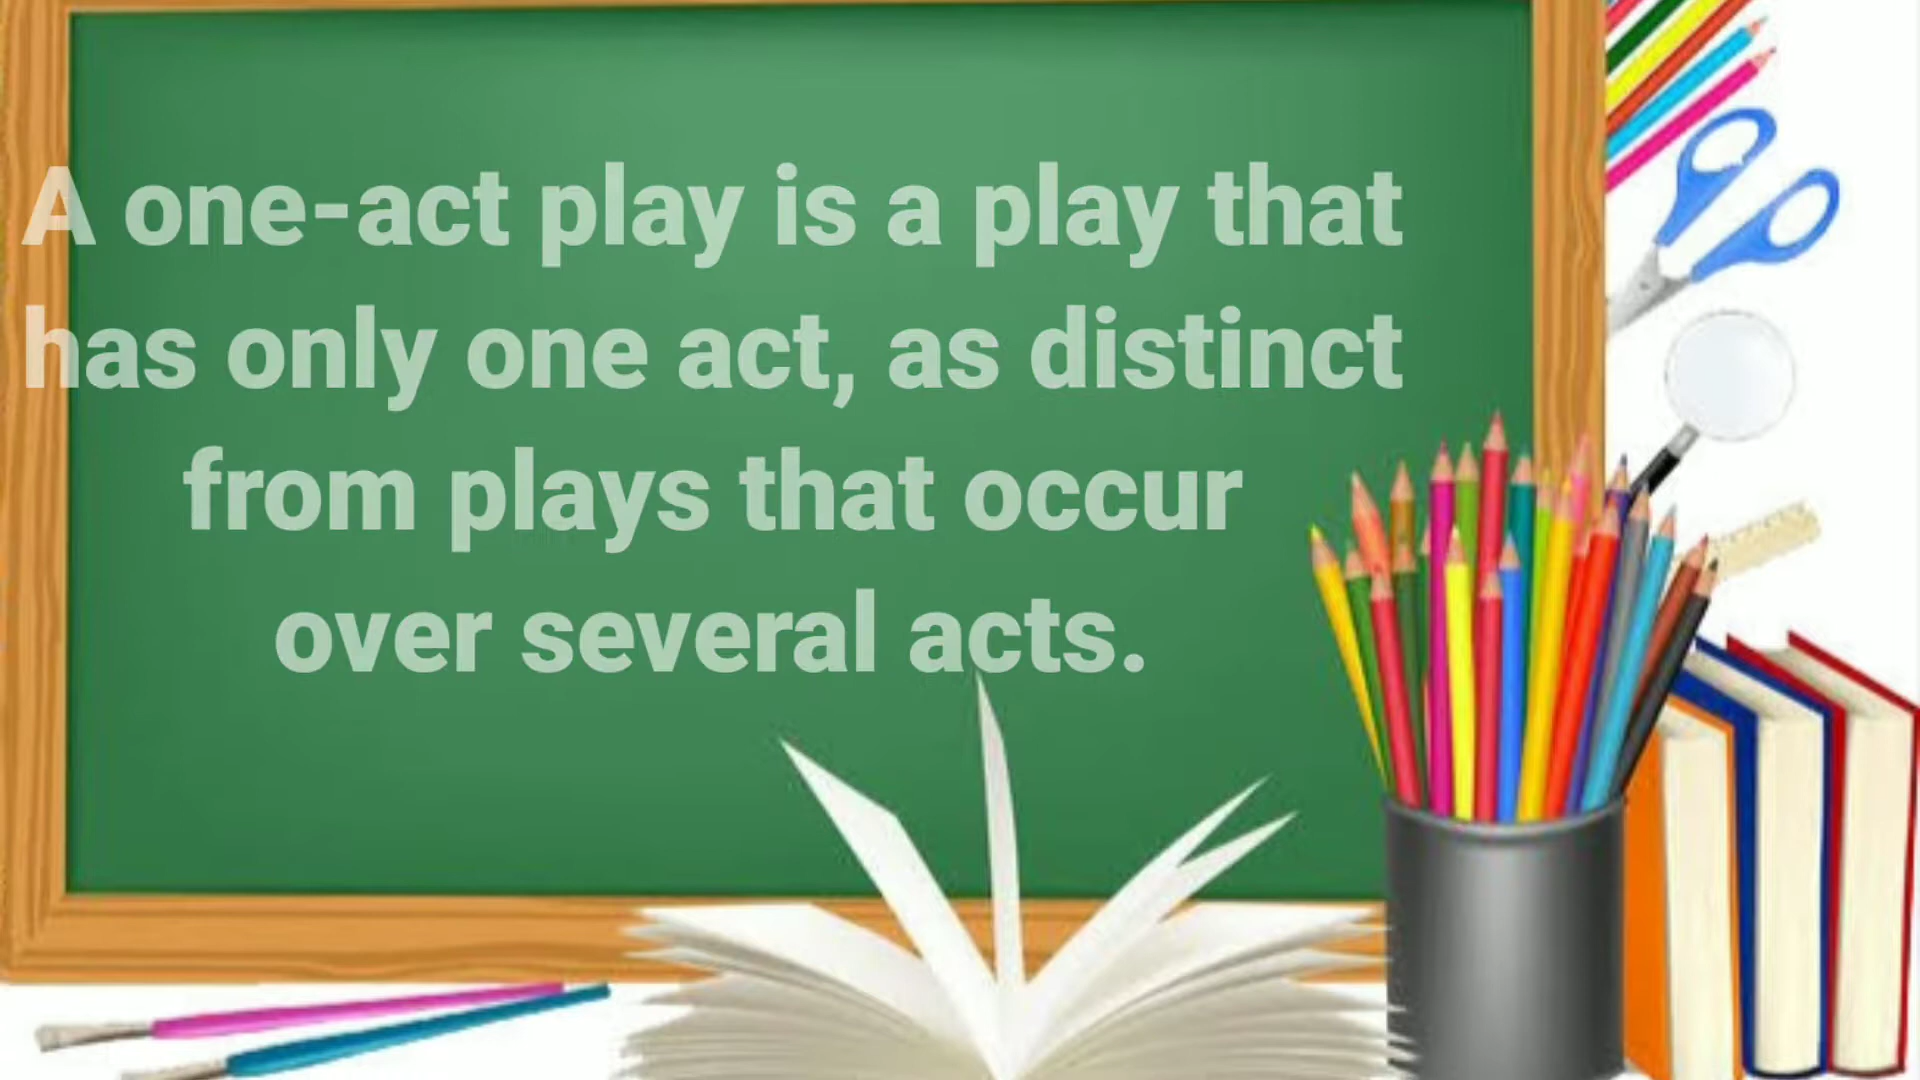 A one-act play is a play that
has only one act, as distinct
from plays that occur
over several acts.